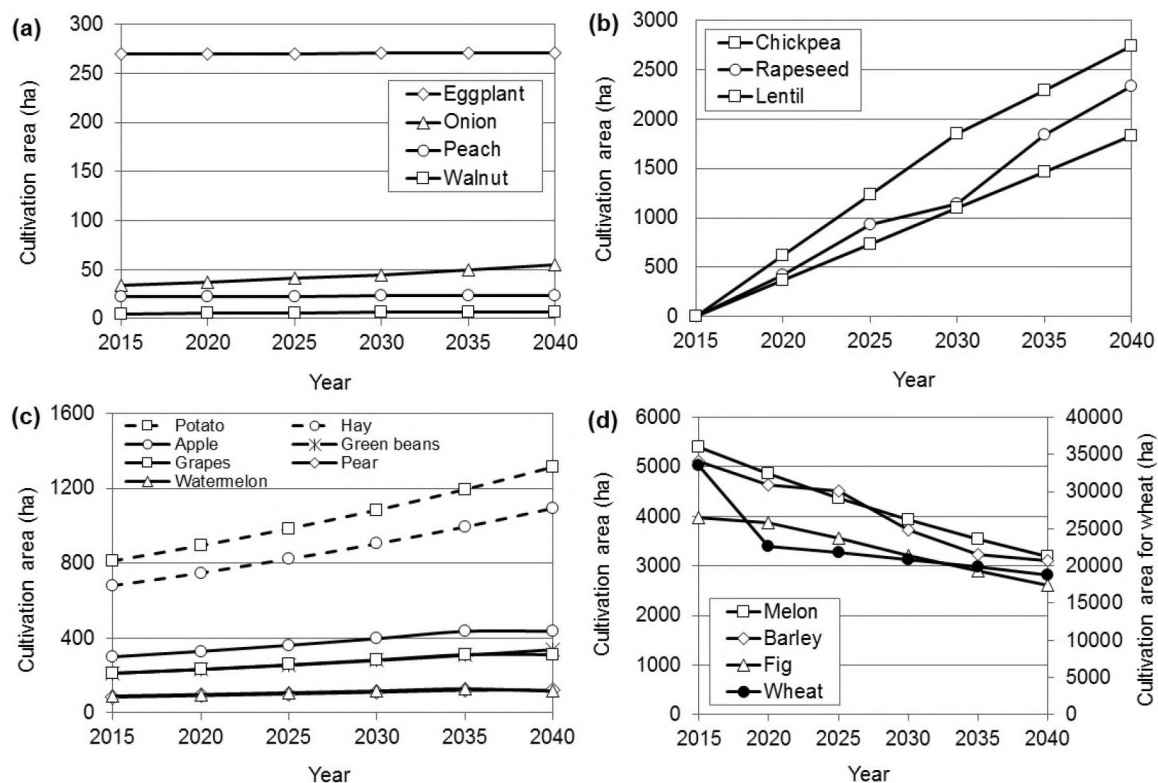 (a)
300
250
200
150
100
50
0
Cultivation area (ha)
Eggplant
Onion
Peach
Walnut
2015 2020 2025 2030 2035 2040
Year
(b)
3000
2500
2000
1500
1000
500
0
Cultivation area (ha)
Chickpea
Rapeseed
Lentil
2015 2020 2025 2030 2035 2040
Year
(c)
1600
1200
800
400
0
Cultivation area (ha)
Potato Hay
Apple Green beans
Grapes Pear
Watermelon
2015 2020 2025 2030 2035 2040
Year
(d)
6000
5000
4000
3000
2000
1000
0
Cultivation area (ha)
Melon
Barley
Fig
Wheat
40000
35000
30000
25000
20000
15000
10000
5000
0
Cultivation area for wheat (ha)
2015 2020 2025 2030 2035 2040
Year